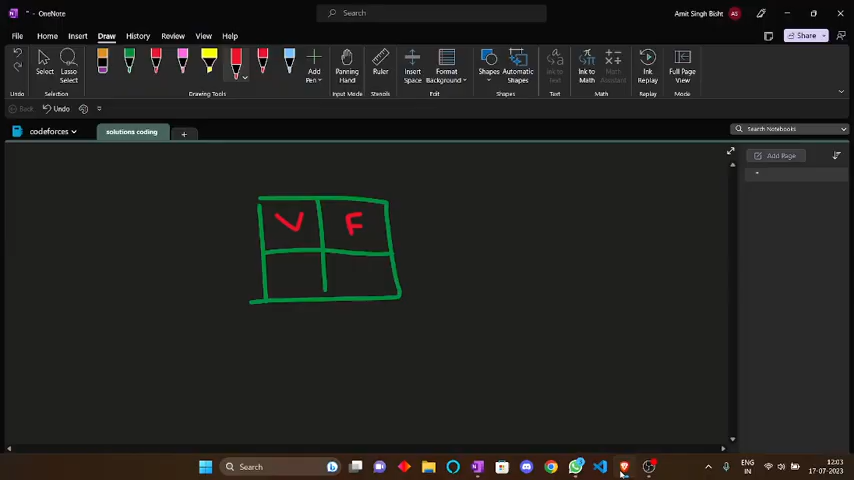 " - OneNote
Search
Amit Singh Bisht
AS
File Home Insert Draw History Review View Help
Share
Undo
Select
Lasso Select
Selection
Drawing Tools
Add Pen
Panning Hand
Input Mode
Ruler
Stencils
Insert Space
Format Background
Edit
Shapes
Automatic Shapes
Shapes
Ink to Text
Text
Ink to Math
Math Assistant
Math
Ink Replay
Replay
Full Page View
Mode
Back Undo
codeforces
solutions coding
+
Search Notebooks
Add Page
"
V F
Search
ENG
IN
12:03
17-07-2023